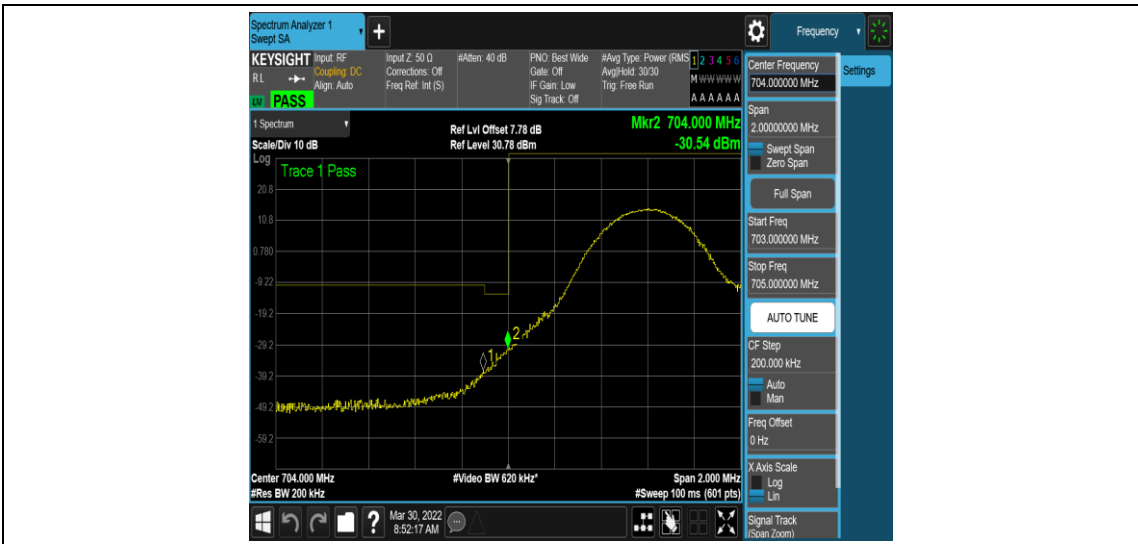 Spectrum Analyzer 1
Swept SA
+
Frequency
KEYSIGHT
Input: RF
Coupling: DC
Align: Auto
Input Z: 50 Ω
Corrections: Off
Freq Ref: Int (S)
#Atten: 40 dB
PNO: Best Wide
Gate: Off
IF Gain: Low
Sig Track: Off
#Avg Type: Power (RMS
Avg|Hold: 30/30
Trig: Free Run
1 2 3 4 5 6
M W W W W W
A A A A A A
R L
LXI
PASS
Center Frequency
704.000000 MHz
Settings
Span
2.00000000 MHz
Swept Span
Zero Span
Full Span
Start Freq
703.000000 MHz
Stop Freq
705.000000 MHz
AUTO TUNE
CF Step
200.000 kHz
Auto
Man
Freq Offset
0 Hz
X Axis Scale
Log
Lin
Signal Track
(Span Zoom)
1 Spectrum
Scale/Div 10 dB
Ref Lvl Offset 7.78 dB
Ref Level 30.78 dBm
Mkr2 704.000 MHz
-30.54 dBm
Log
Trace 1 Pass
20.8
10.8
0.780
-9.22
-19.2
-29.2
-39.2
-49.2
-59.2
1
2
Center 704.000 MHz
#Res BW 200 kHz
#Video BW 620 kHz*
Span 2.000 MHz
#Sweep 100 ms (601 pts)
?
Mar 30, 2022
8:52:17 AM